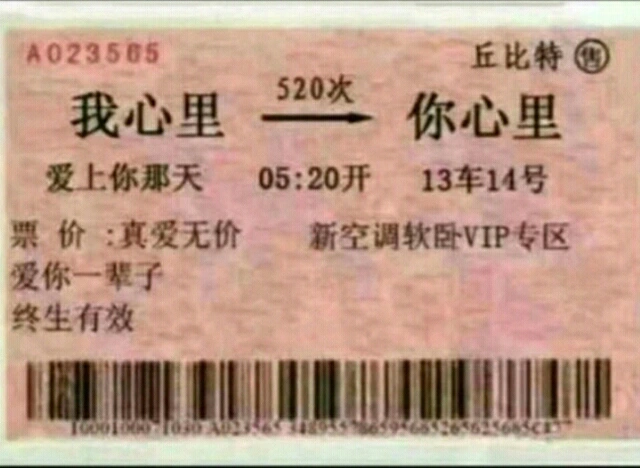 A023565 丘比特 售
520次
我心里 你心里
爱上你那天 05:20开 13车14号
票 价 :真爱无价 新空调软卧VIP专区
爱你一辈子
终生有效